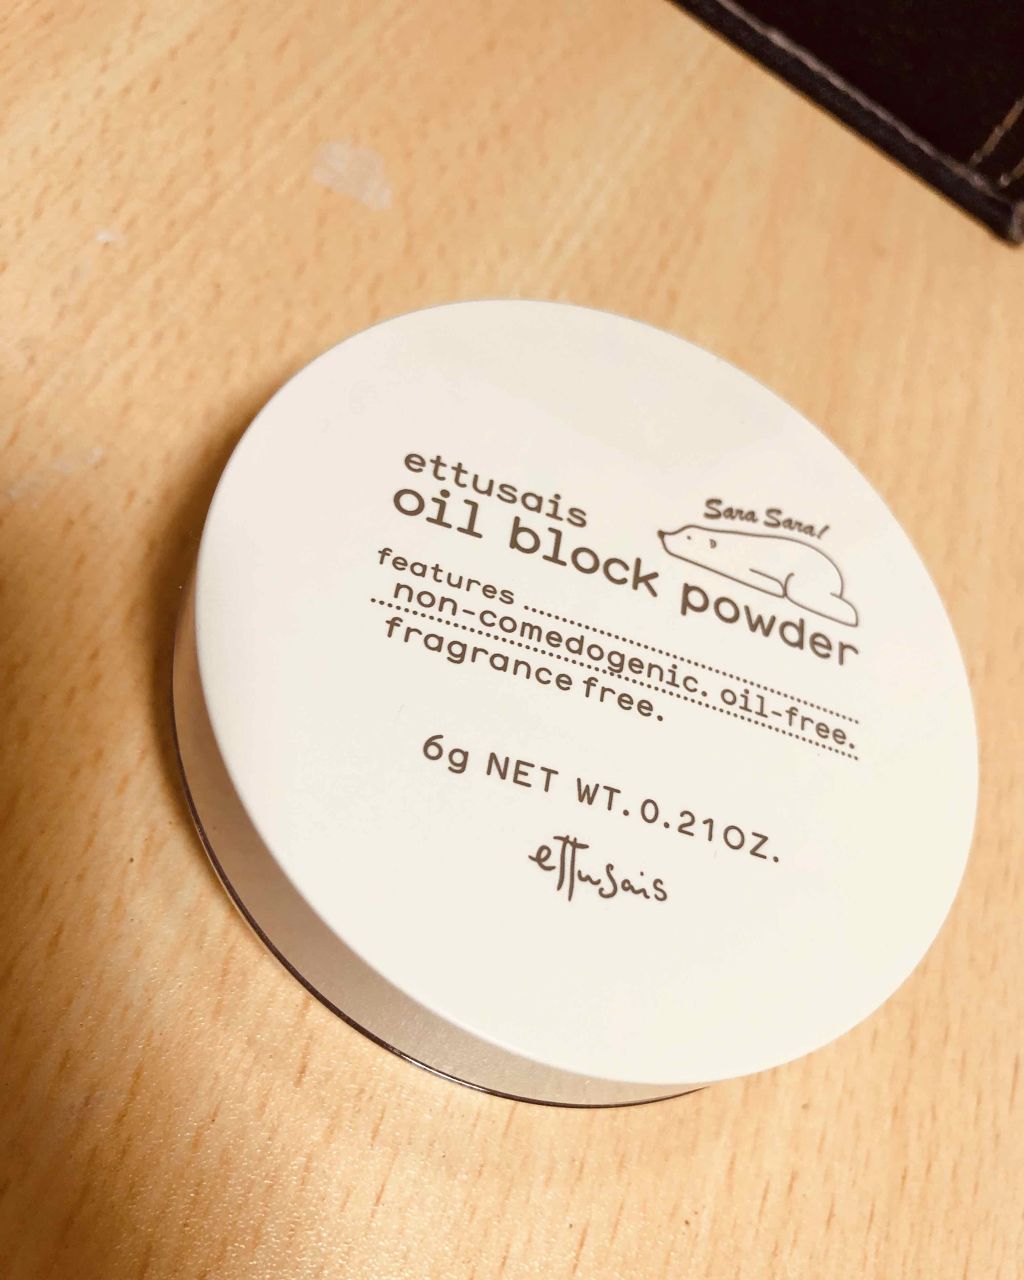 ettusais
Sara Sara!
oil block powder
features
non-comedogenic. oil-free.
fragrance free.
6g NET WT.0.21OZ.
ettusais